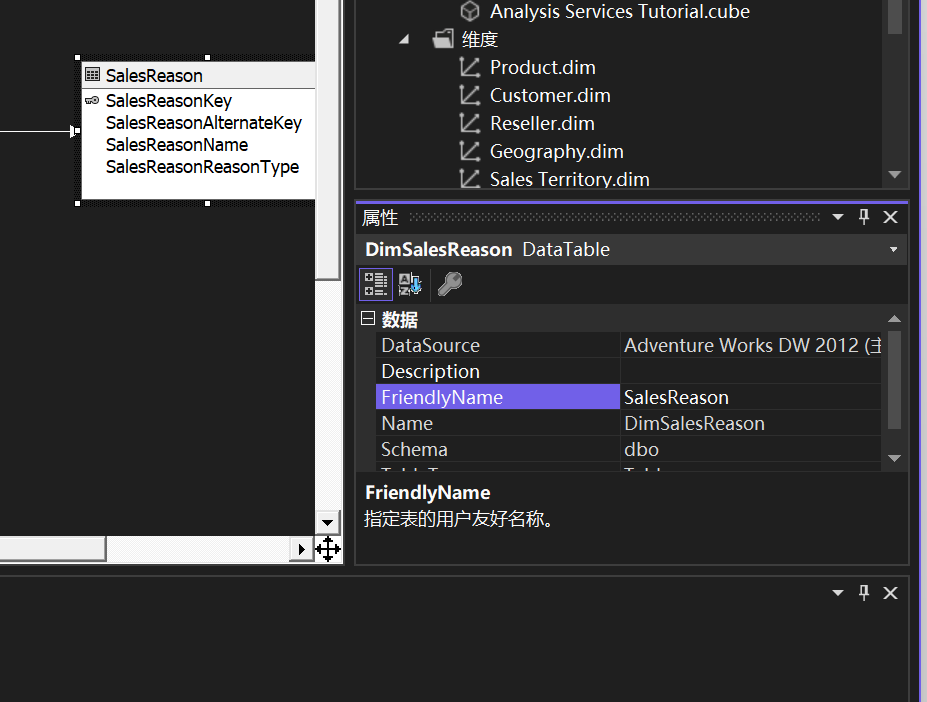 SalesReason
SalesReasonKey
SalesReasonAlternateKey
SalesReasonName
SalesReasonReasonType
Analysis Services Tutorial.cube
维度
Product.dim
Customer.dim
Reseller.dim
Geography.dim
Sales Territory.dim
属性
DimSalesReason DataTable
数据
DataSource Adventure Works DW 2012 (主
Description
FriendlyName SalesReason
Name DimSalesReason
Schema dbo
FriendlyName
指定表的用户友好名称。